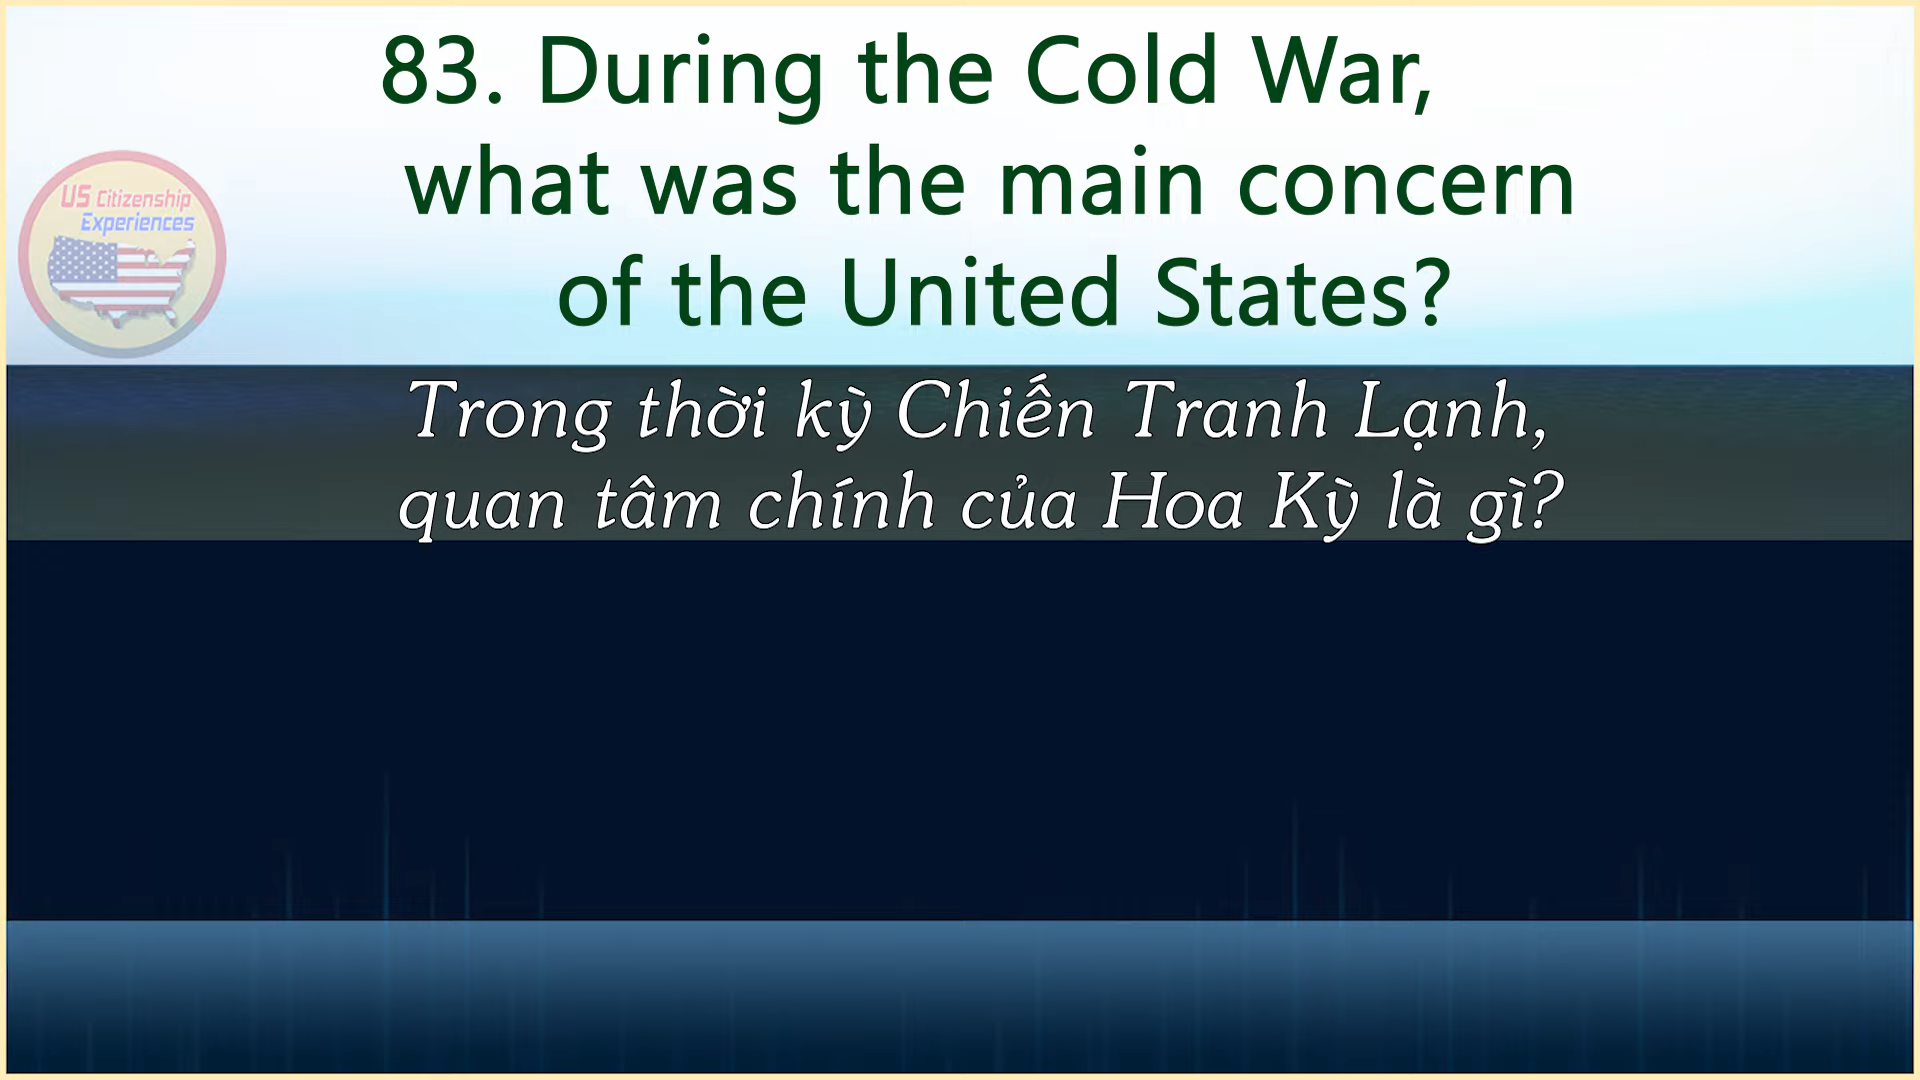 83. During the Cold War,
what was the main concern
of the United States?
US Citizenship
Experiences
Trong thời kỳ Chiến Tranh Lạnh,
quan tâm chính của Hoa Kỳ là gì?